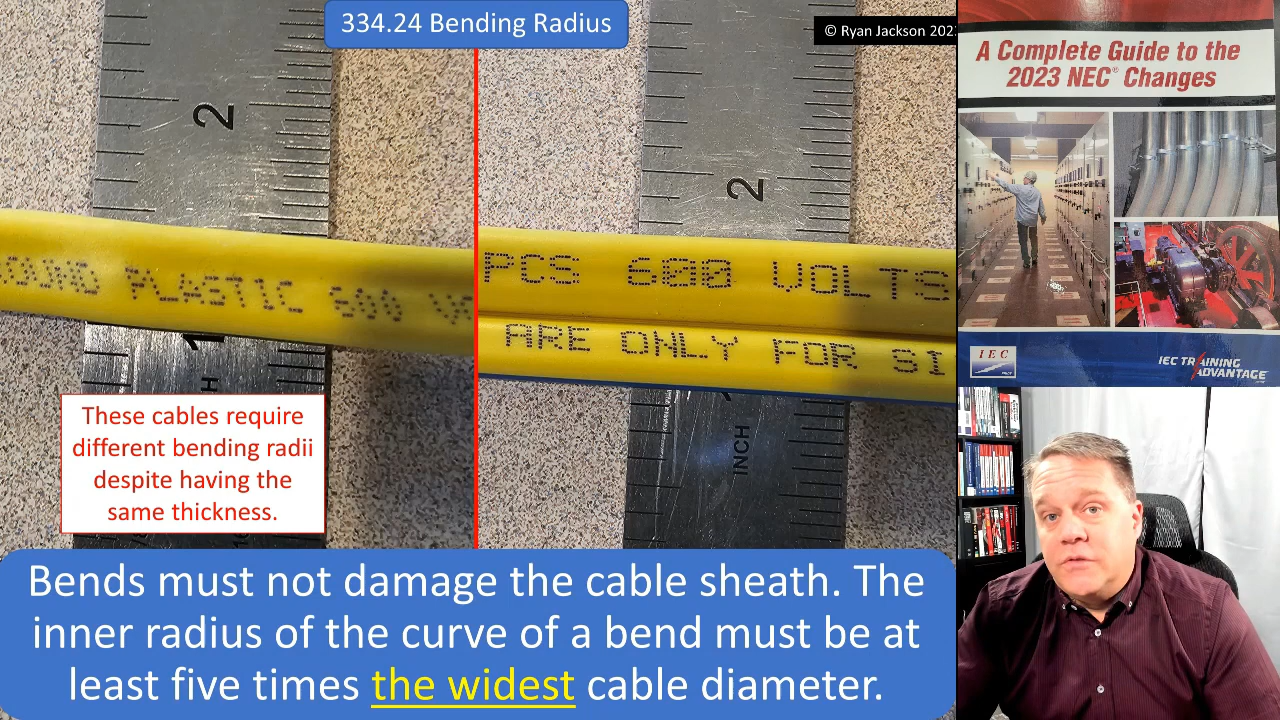 334.24 Bending Radius
© Ryan Jackson 202
2
2
PLASTIC 600
PCS 600 VOLTS
ARE ONLY FOR
1
INCH
These cables require
different bending radii
despite having the
same thickness.
Bends must not damage the cable sheath. The
inner radius of the curve of a bend must be at
least five times the widest cable diameter.
A Complete Guide to the
2023 NEC® Changes
IEC
IEC TRAINING
ADVANTAGE